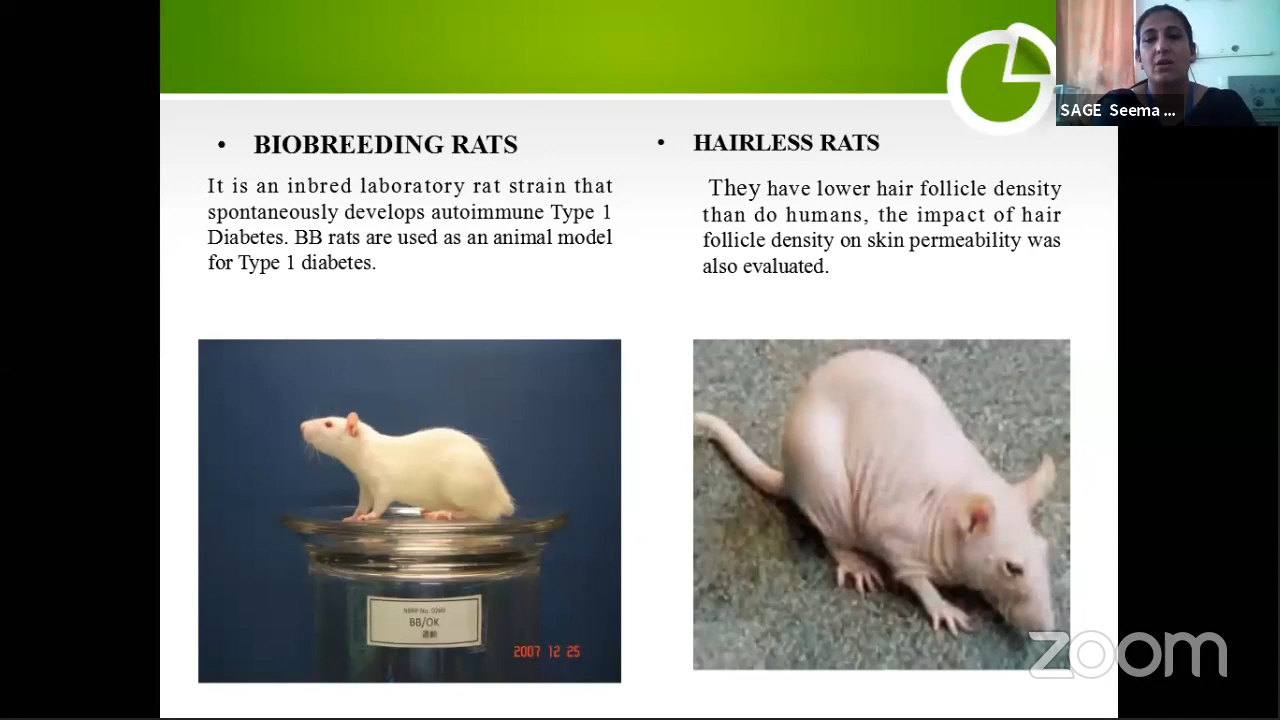 SAGE Seema ...
• BIOBREEDING RATS
It is an inbred laboratory rat strain that
spontaneously develops autoimmune Type 1
Diabetes. BB rats are used as an animal model
for Type 1 diabetes.
• HAIRLESS RATS
They have lower hair follicle density
than do humans, the impact of hair
follicle density on skin permeability was
also evaluated.
NBRP No. 0268
BB/OK
2007 12 25
zoom